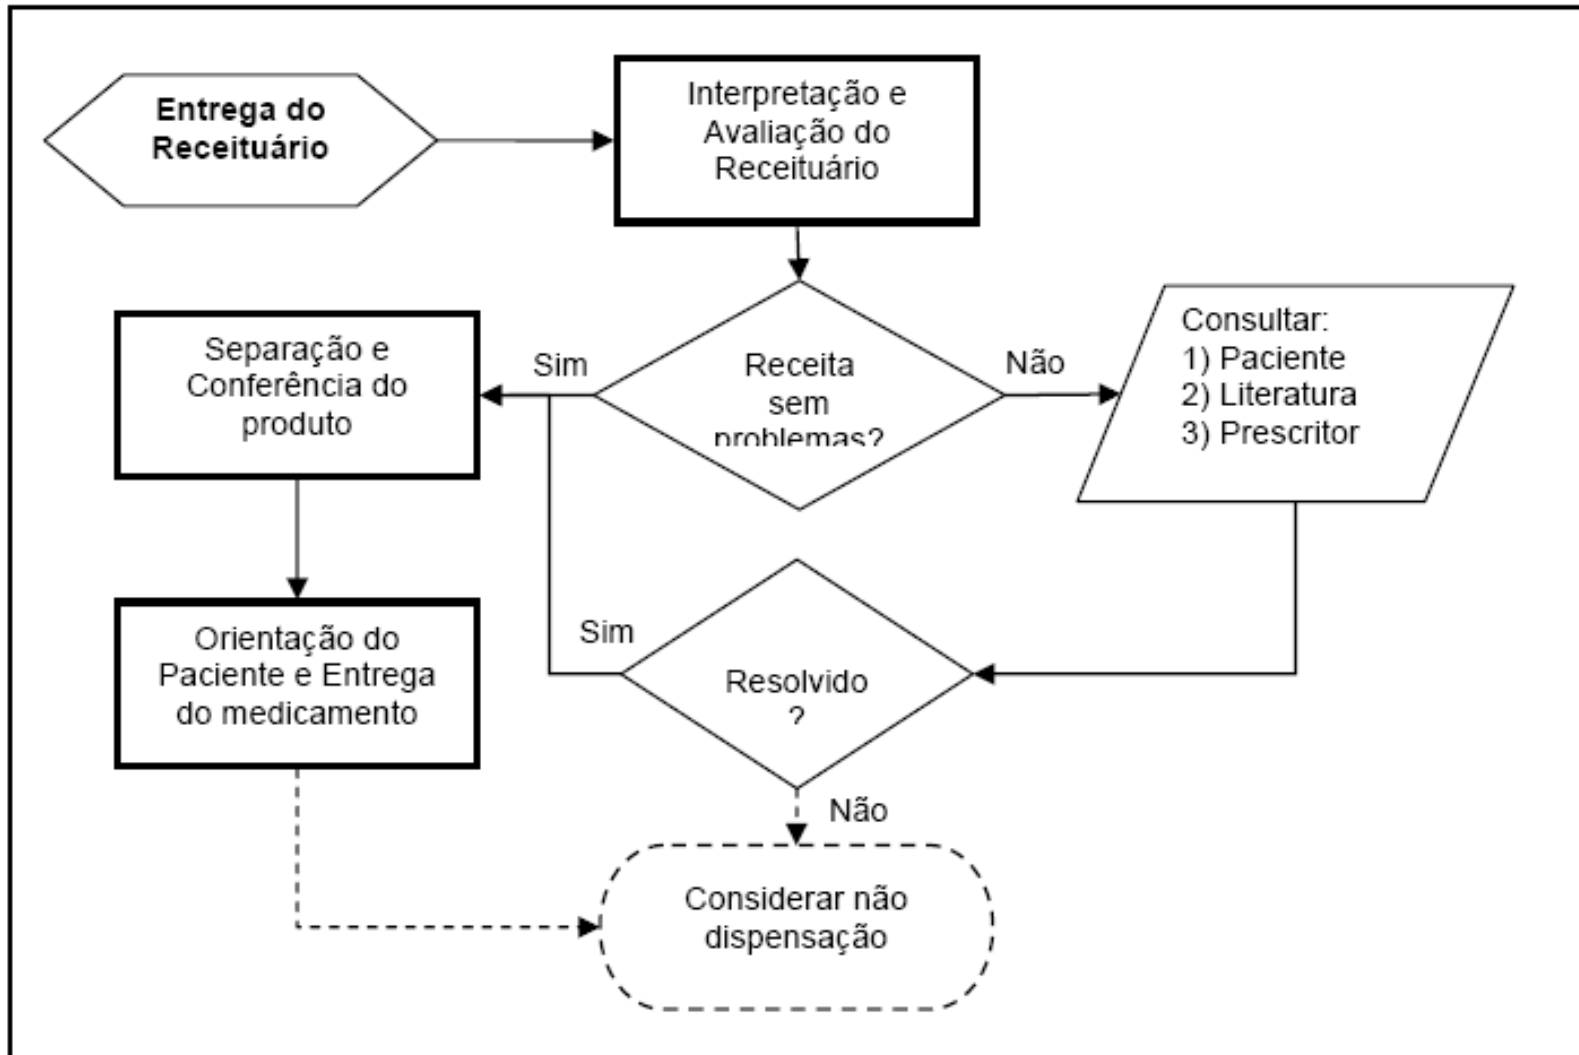 Entrega do
Receituário
Interpretação e
Avaliação do
Receituário
Receita
sem
problemas?
Sim
Não
Consultar:
1) Paciente
2) Literatura
3) Prescritor
Separação e
Conferência do
produto
Resolvido
?
Sim
Não
Orientação do
Paciente e Entrega
do medicamento
Considerar não
dispensação